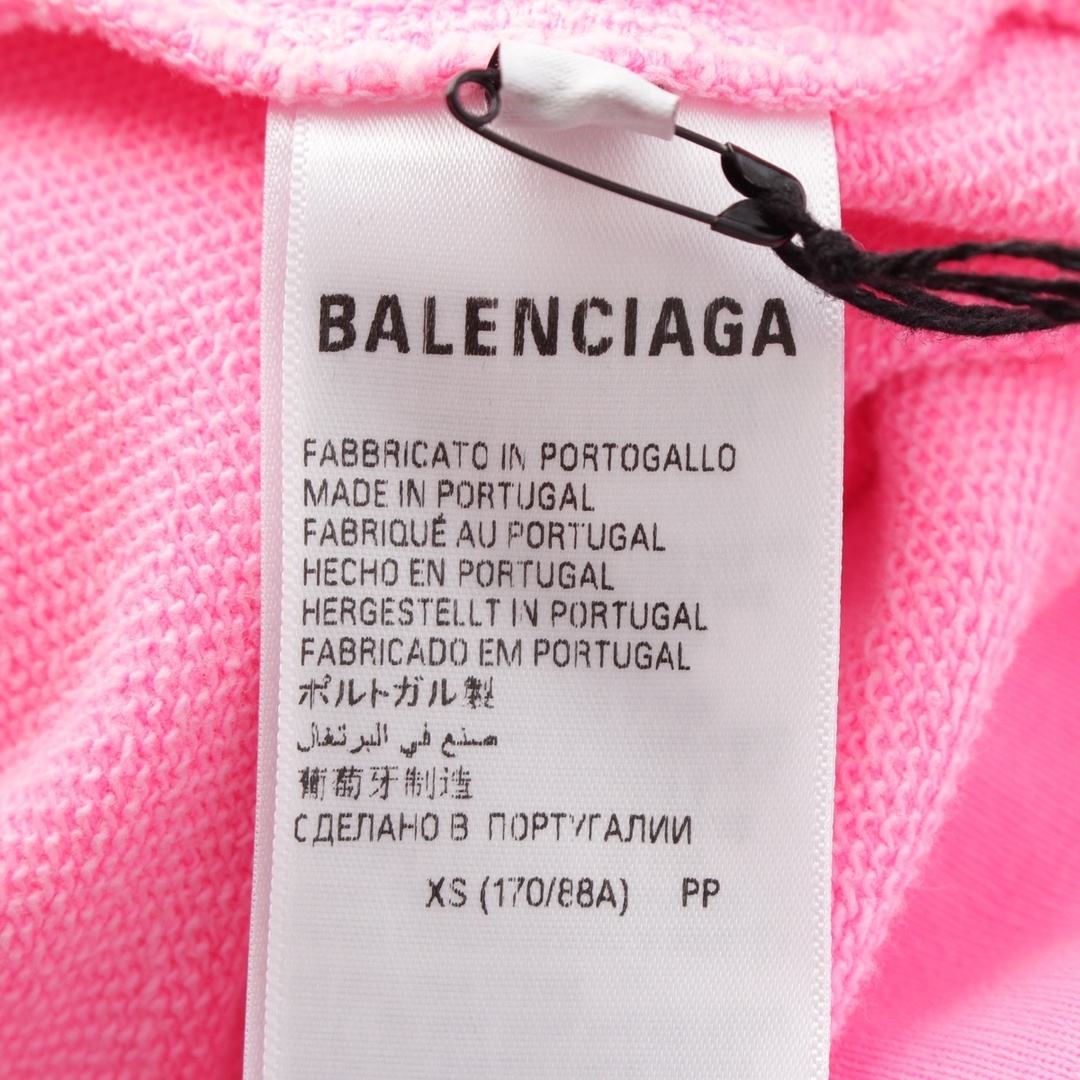 BALENCIAGA
FABBRICATO IN PORTOGALLO
MADE IN PORTUGAL
FABRIQUÉ AU PORTUGAL
HECHO EN PORTUGAL
HERGESTELLT IN PORTUGAL
FABRICADO EM PORTUGAL
ポルトガル製
صنع في البرتغال
葡萄牙制造
СДЕЛАНО В ПОРТУГАЛИИ
XS (170/88A) PP